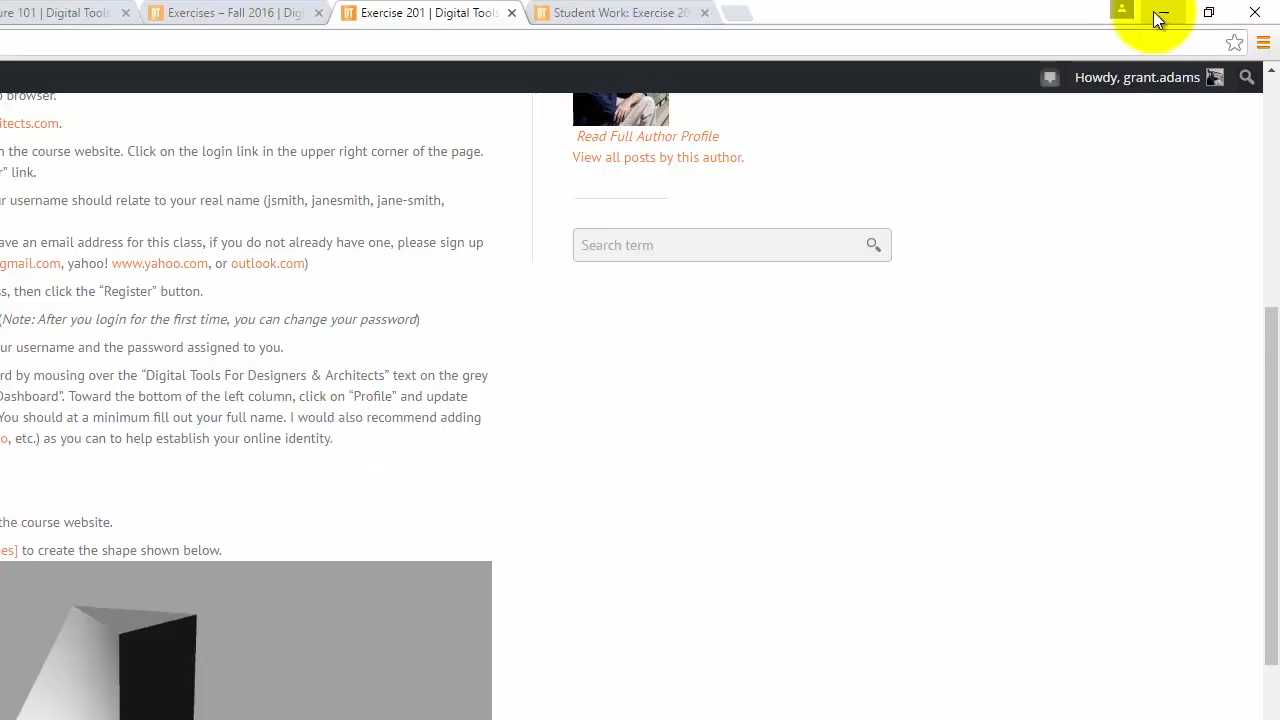 ure 101 | Digital Tools
Exercises – Fall 2016 | Digi
Exercise 201 | Digital Tools
Student Work: Exercise 20
Howdy, grant.adams
o browser.
itects.com.
n the course website. Click on the login link in the upper right corner of the page.
r” link.
ur username should relate to your real name (jsmith, janesmith, jane-smith,
ave an email address for this class, if you do not already have one, please sign up
gmail.com, yahoo! www.yahoo.com, or outlook.com)
s, then click the “Register” button.
(Note: After you login for the first time, you can change your password)
ur username and the password assigned to you.
rd by mousing over the “Digital Tools For Designers & Architects” text on the grey
Dashboard”. Toward the bottom of the left column, click on “Profile” and update
You should at a minimum fill out your full name. I would also recommend adding
o, etc.) as you can to help establish your online identity.
the course website.
es] to create the shape shown below.
Read Full Author Profile
View all posts by this author.
Search term